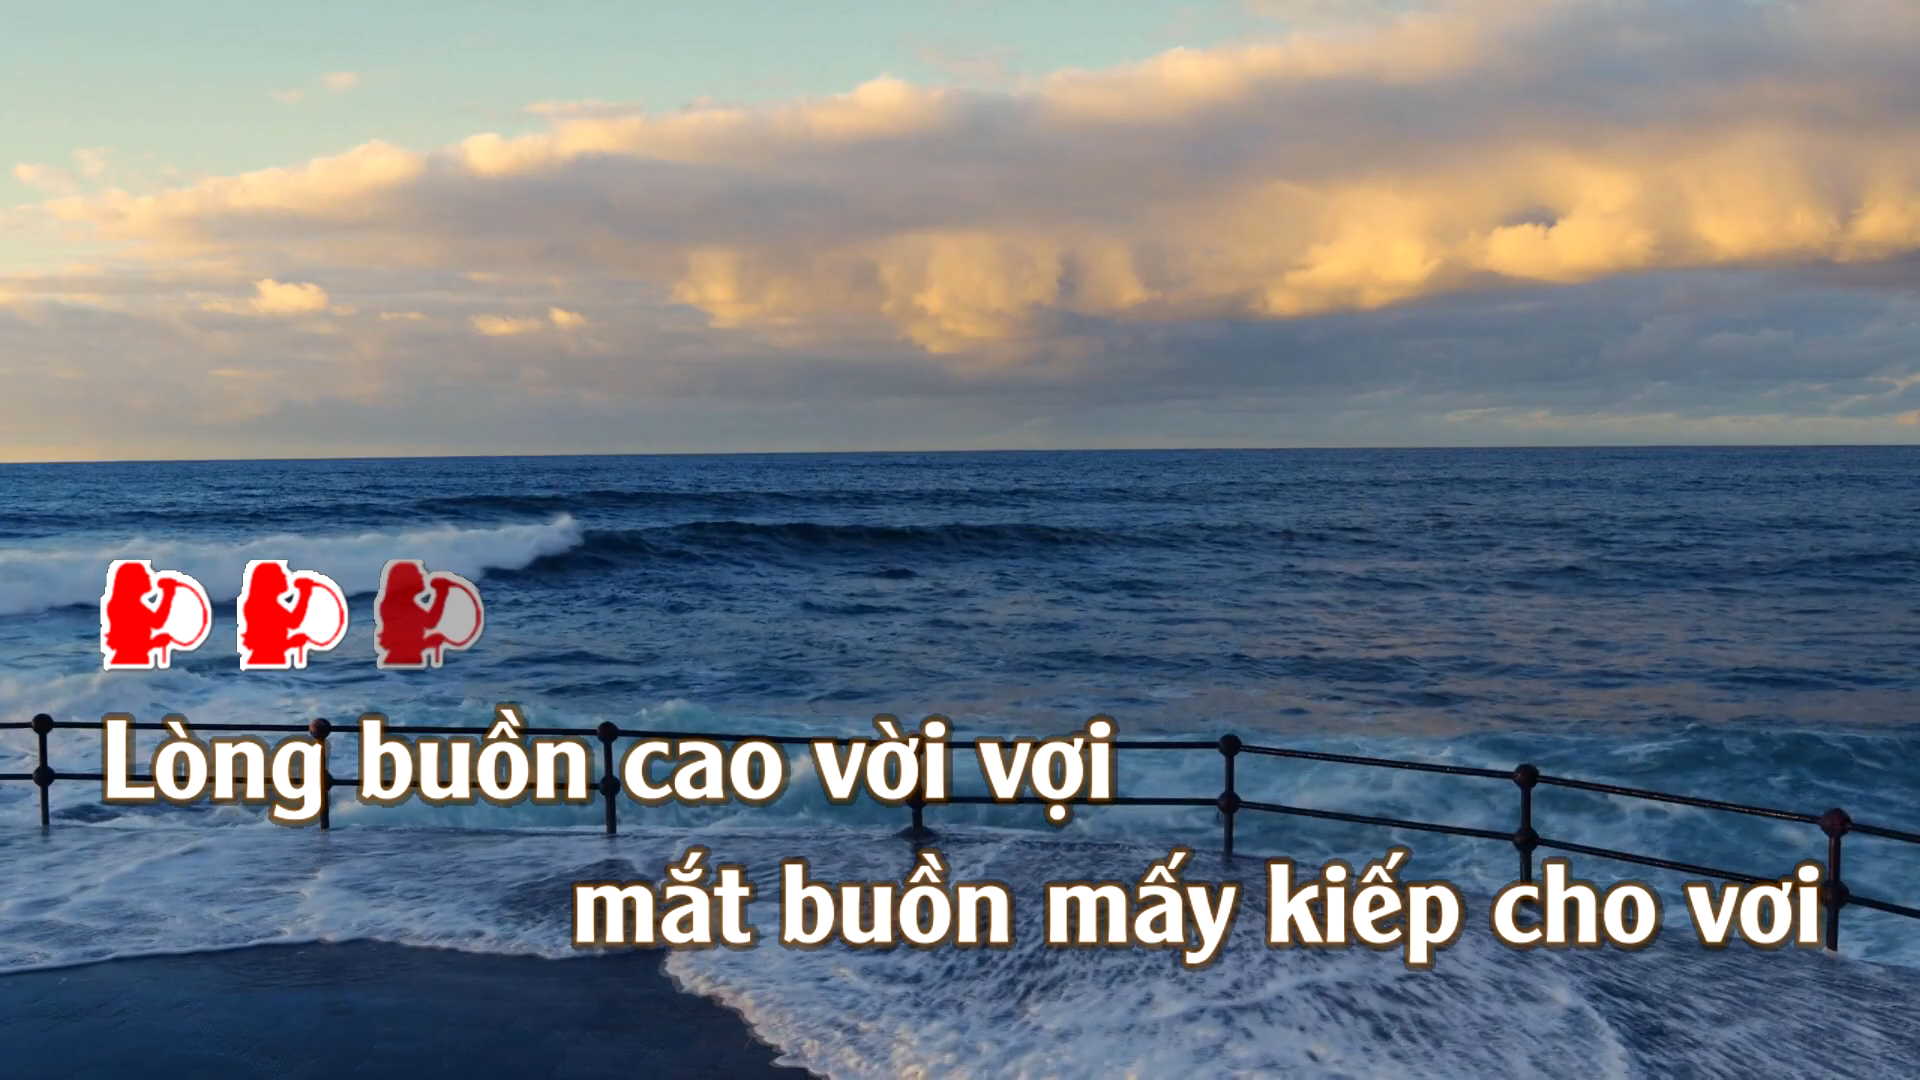 Lòng buồn cao vời vợi
mắt buồn mấy kiếp cho vơi